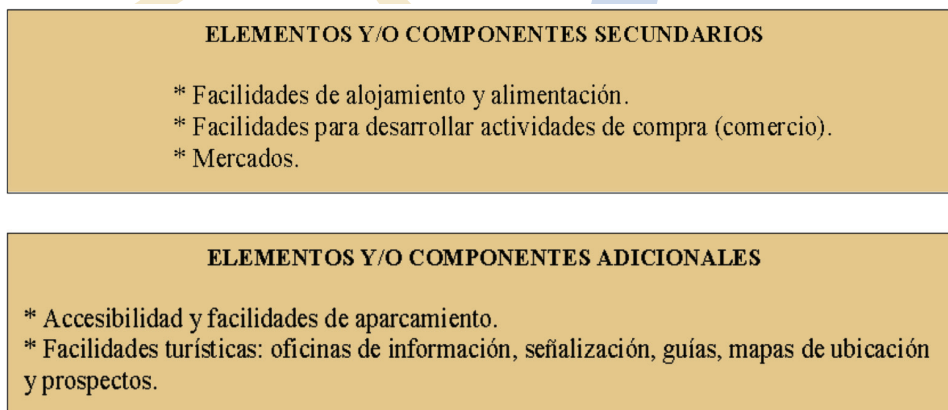 ELEMENTOS Y/O COMPONENTES SECUNDARIOS
* Facilidades de alojamiento y alimentación.
* Facilidades para desarrollar actividades de compra (comercio).
* Mercados.
ELEMENTOS Y/O COMPONENTES ADICIONALES
* Accesibilidad y facilidades de aparcamiento.
* Facilidades turísticas: oficinas de información, señalización, guías, mapas de ubicación
y prospectos.